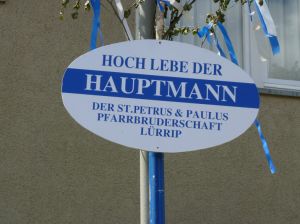 HOCH LEBE DER
HAUPTMANN
DER ST.PETRUS & PAULUS
PFARRBRUDERSCHAFT
LÜRRIP